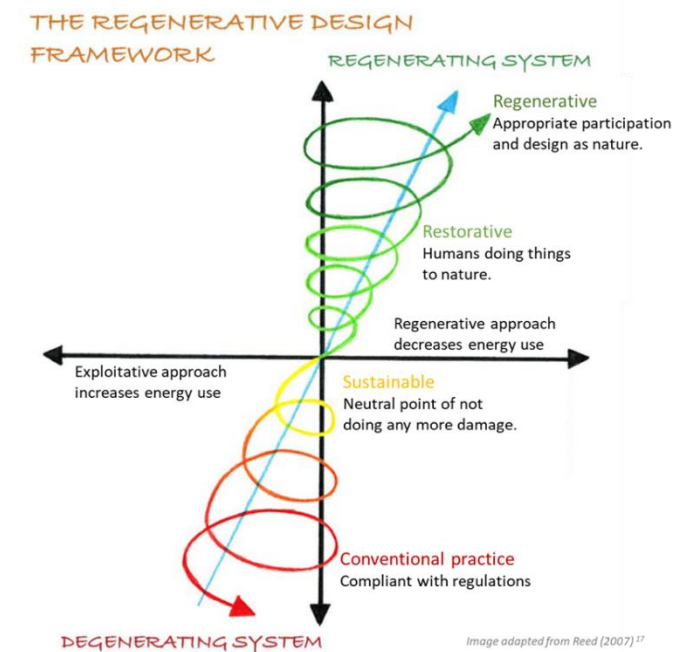 THE REGENERATIVE DESIGN
FRAMEWORK
REGENERATING SYSTEM
Regenerative
Appropriate participation
and design as nature.
Restorative
Humans doing things
to nature.
Regenerative approach
decreases energy use
Exploitative approach
increases energy use
Sustainable
Neutral point of not
doing any more damage.
Conventional practice
Compliant with regulations
DEGENERATING SYSTEM
Image adapted from Reed (2007) 17